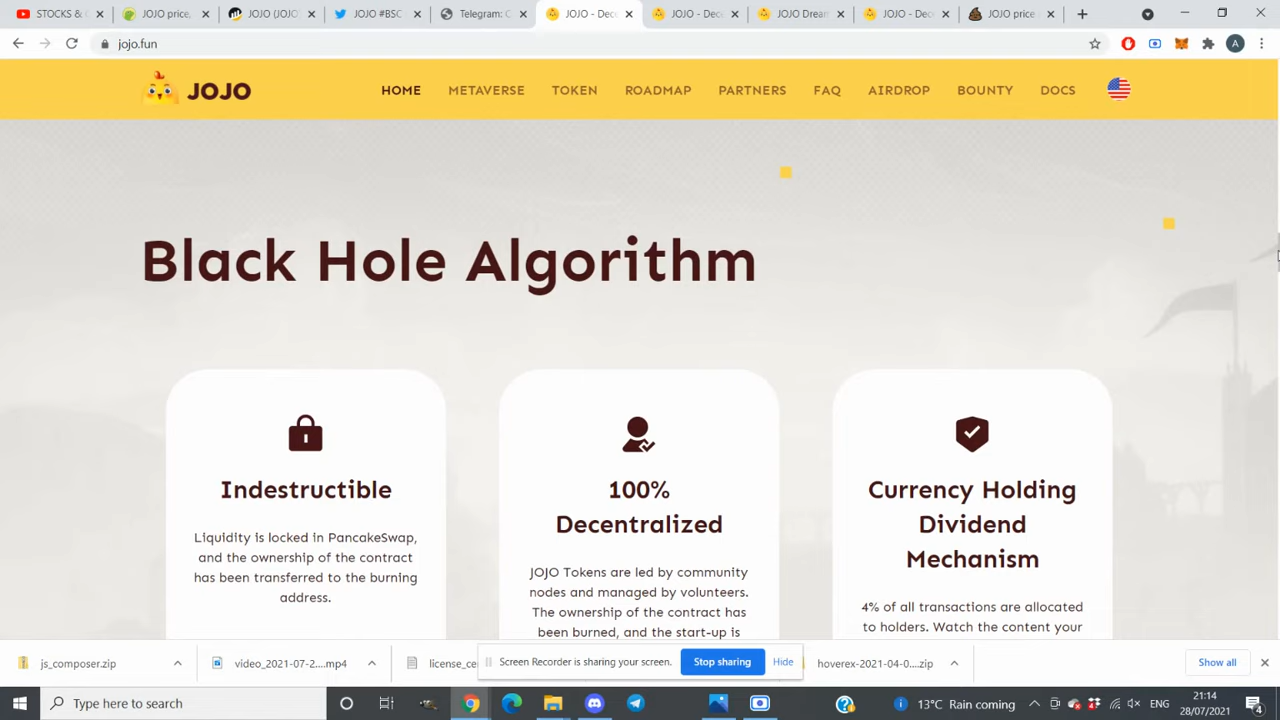 STOCKS &
JOJO price,
JOJO (JOJO)
JOJO #BSC
Telegram: C
JOJO - Dece
JOJO - Dec
JOJO Dream
JOJO - Dec
JOJO price
jojo.fun
A
JOJO
HOME
METAVERSE
TOKEN
ROADMAP
PARTNERS
FAQ
AIRDROP
BOUNTY
DOCS
Black Hole Algorithm
Indestructible
Liquidity is locked in PancakeSwap,
and the ownership of the contract
has been transferred to the burning
address.
100%
Decentralized
JOJO Tokens are led by community
nodes and managed by volunteers.
The ownership of the contract has
been burned, and the start-up is
Currency Holding
Dividend
Mechanism
4% of all transactions are allocated
to holders. Watch the content your
js_composer.zip
video_2021-07-2....mp4
license_ce
Screen Recorder is sharing your screen.
Stop sharing
Hide
hoverex-2021-04-0....zip
Show all
Type here to search
13°C Rain coming
ENG
21:14
28/07/2021
4